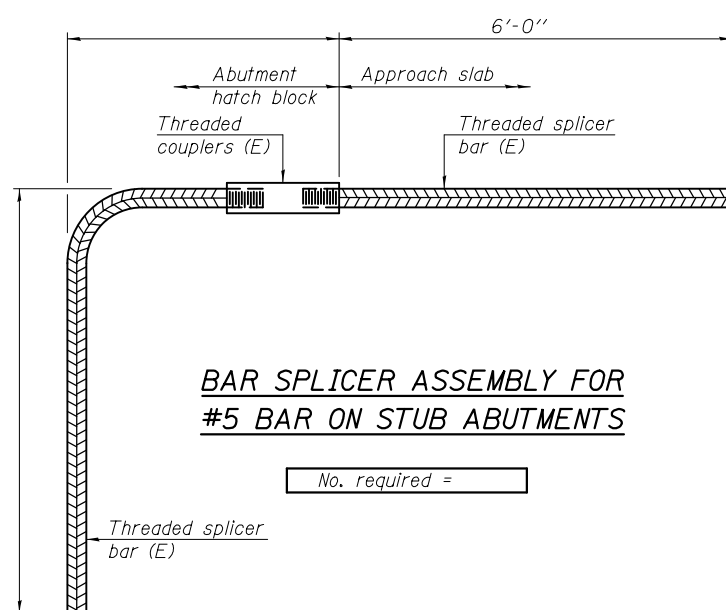 6'-0"
Abutment
hatch block
Approach slab
Threaded
couplers (E)
Threaded splicer
bar (E)
BAR SPLICER ASSEMBLY FOR
#5 BAR ON STUB ABUTMENTS
No. required =
Threaded splicer
bar (E)